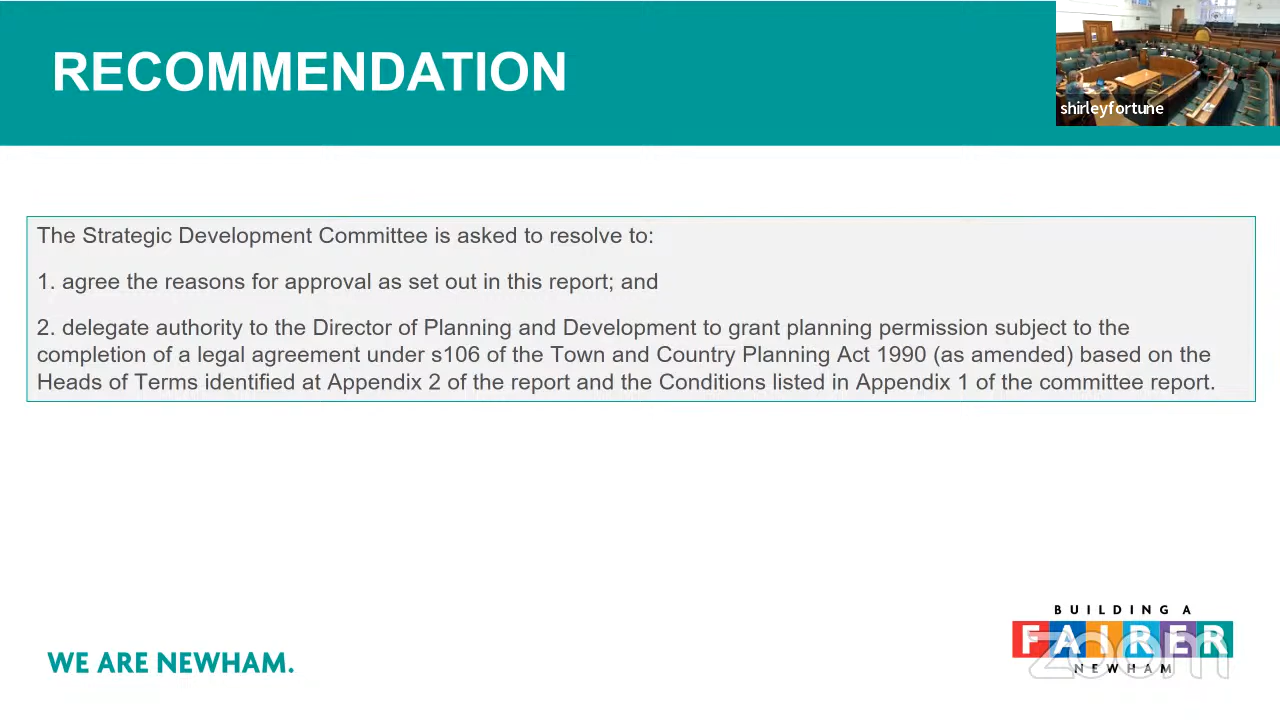 RECOMMENDATION
shirleyfortune
The Strategic Development Committee is asked to resolve to:
1. agree the reasons for approval as set out in this report; and
2. delegate authority to the Director of Planning and Development to grant planning permission subject to the
completion of a legal agreement under s106 of the Town and Country Planning Act 1990 (as amended) based on the
Heads of Terms identified at Appendix 2 of the report and the Conditions listed in Appendix 1 of the committee report.
WE ARE NEWHAM.
BUILDING A
FAIRER
NEWHAM
zoom